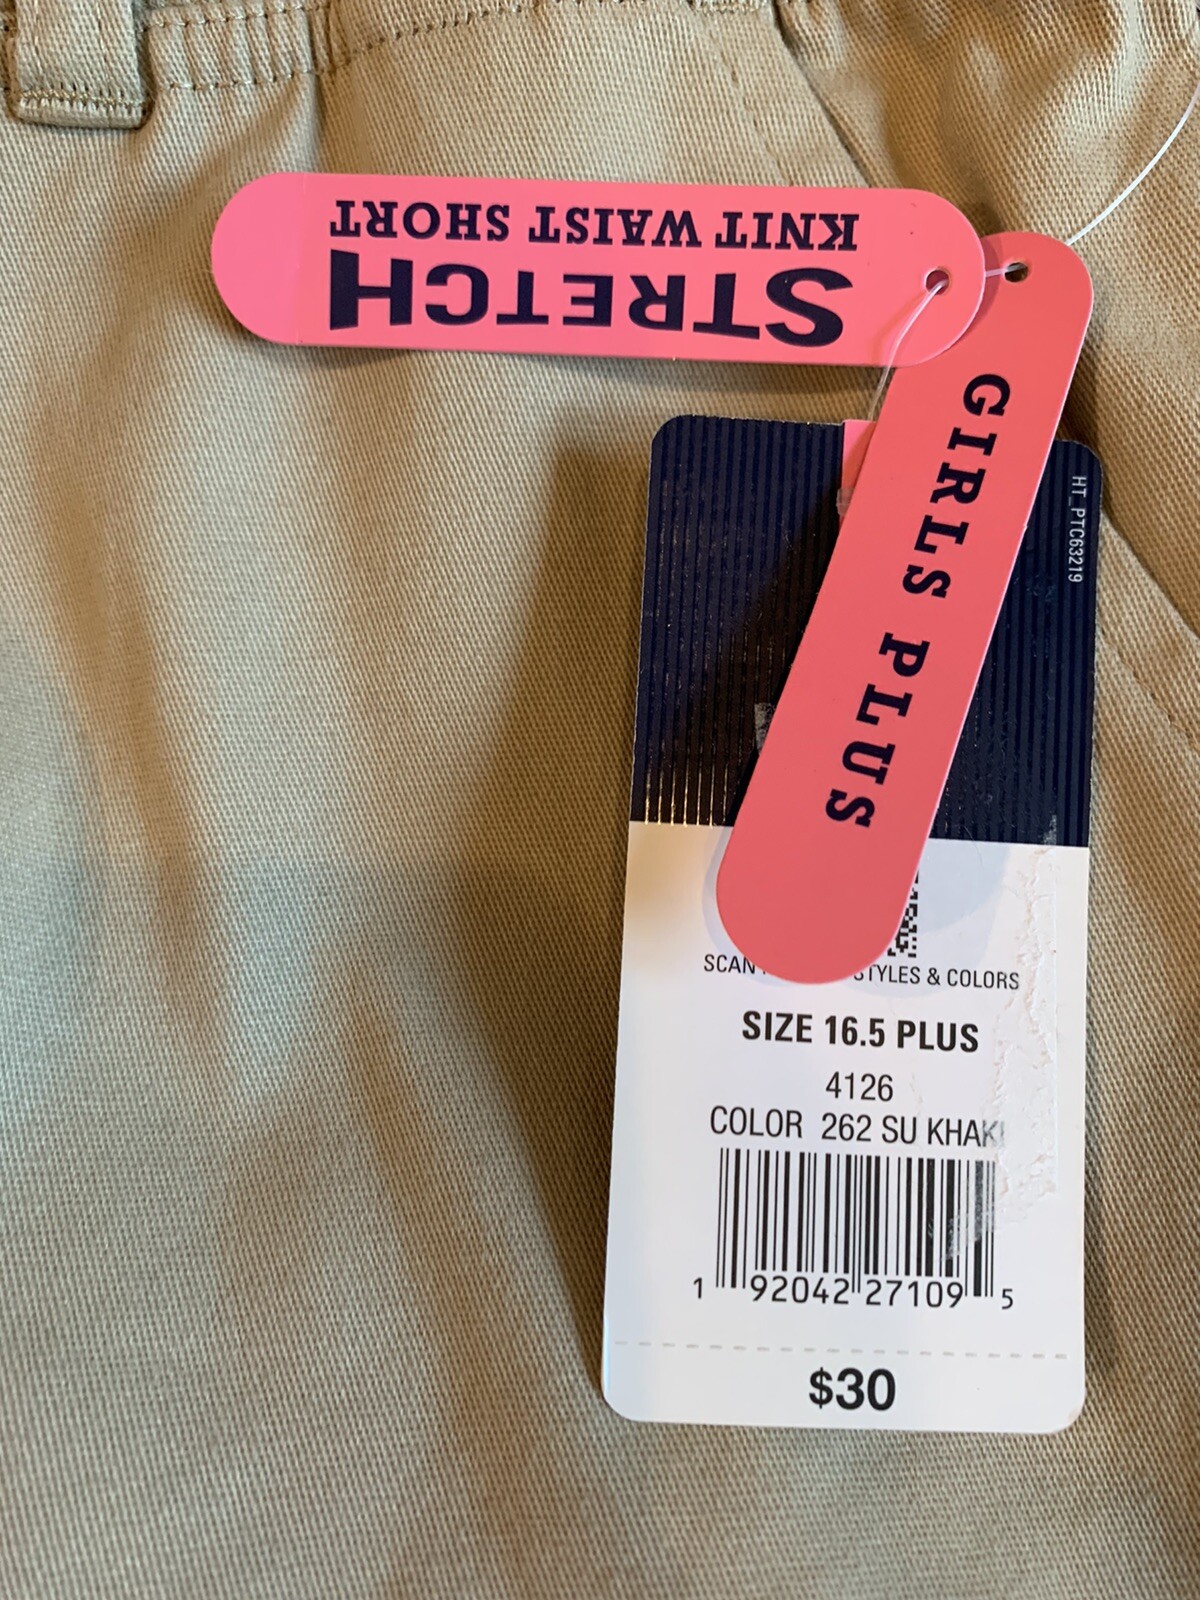 STRETCH
KNIT WAIST SHORT
GIRLS PLUS
HT_PTC63219
SCAN STYLES & COLORS
SIZE 16.5 PLUS
4126
COLOR 262 SU KHAKI
1 92042 27109 5
$30